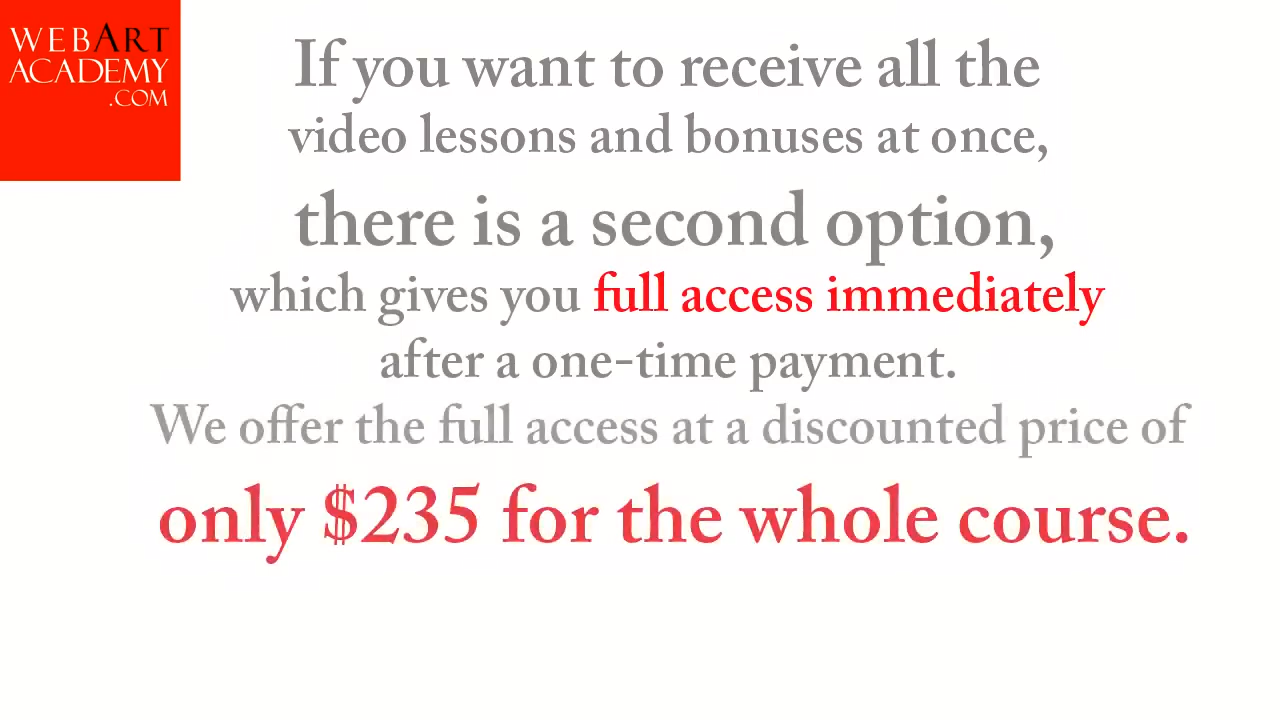 WEBART
ACADEMY
.COM
If you want to receive all the
video lessons and bonuses at once,
there is a second option,
which gives you full access immediately
after a one-time payment.
We offer the full access at a discounted price of
only $235 for the whole course.